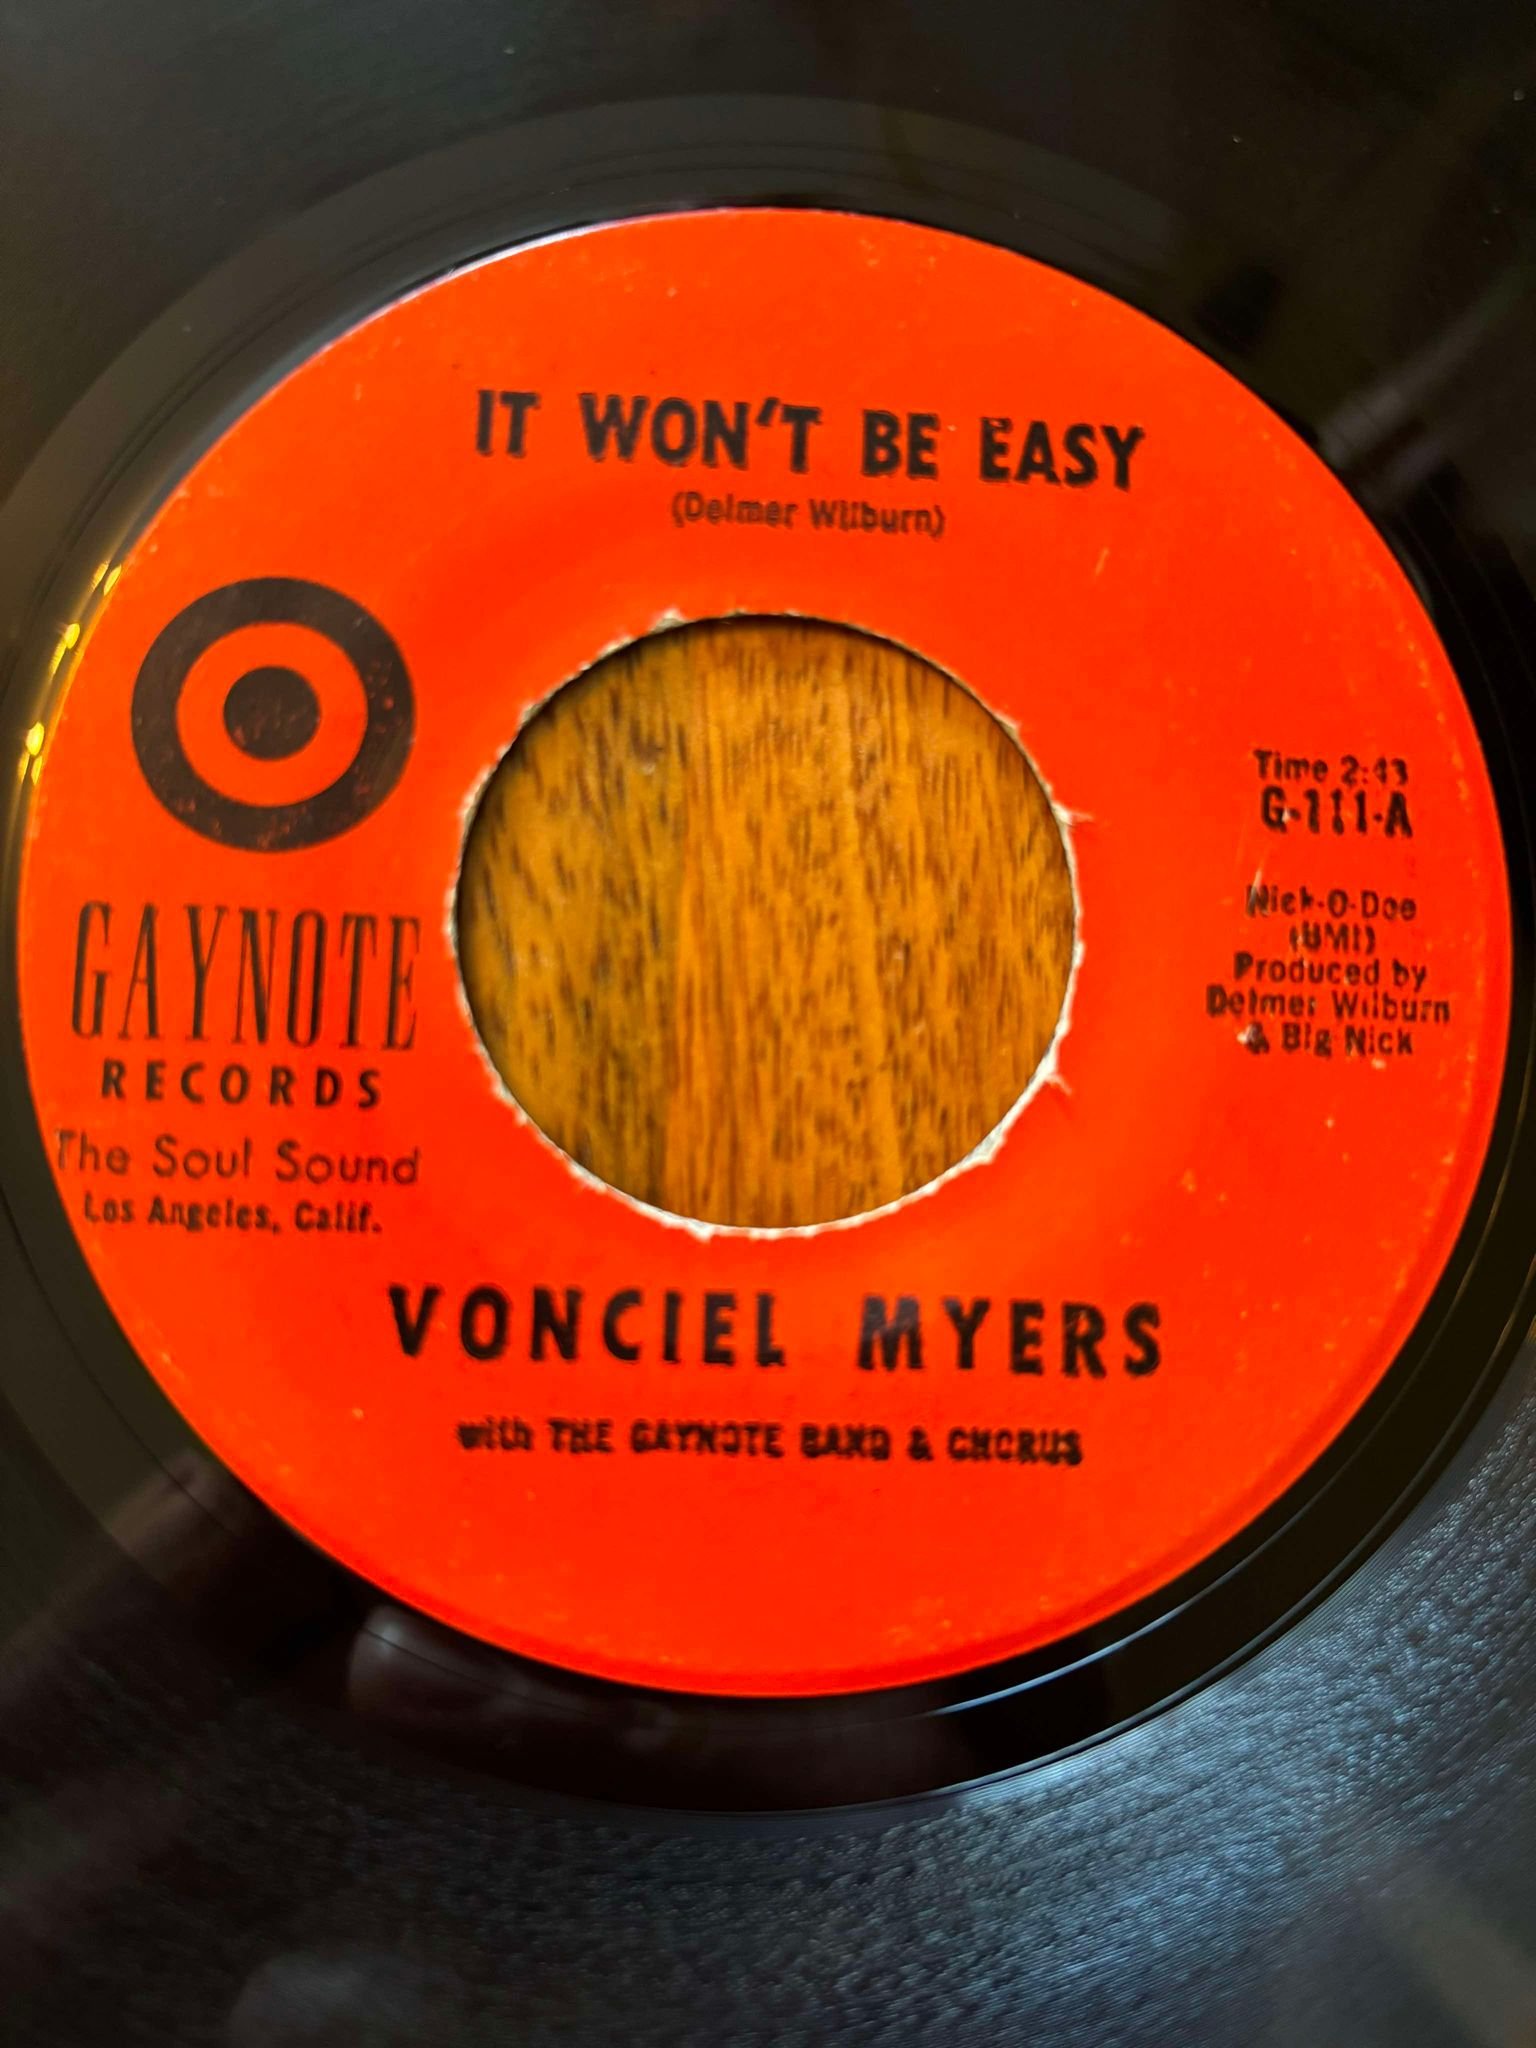 IT WON'T BE EASY
(Delmer Wilburn)
GAYNOTE
RECORDS
The Soul Sound
Los Angeles, Calif.
Time 2:43
G-111-A
Nick-O-Doe
(BMI)
Produced by
Delmer Wilburn
& Big Nick
VONCIEL MYERS
with THE GAYNOTE BAND & CHORUS